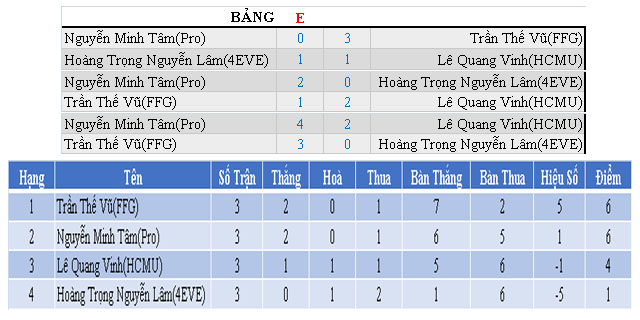 BẢNG E
Nguyễn Minh Tâm(Pro) 0 3 Trần Thế Vũ(FFG)
Hoàng Trọng Nguyễn Lâm(4EVE) 1 1 Lê Quang Vinh(HCMU)
Nguyễn Minh Tâm(Pro) 2 0 Hoàng Trọng Nguyễn Lâm(4EVE)
Trần Thế Vũ(FFG) 1 2 Lê Quang Vinh(HCMU)
Nguyễn Minh Tâm(Pro) 4 2 Lê Quang Vinh(HCMU)
Trần Thế Vũ(FFG) 3 0 Hoàng Trọng Nguyễn Lâm(4EVE)
Hạng Tên Số Trận Thắng Hoà Thua Bàn Thắng Bàn Thua Hiệu Số Điểm
1 Trần Thế Vũ(FFG) 3 2 0 1 7 2 5 6
2 Nguyễn Minh Tâm(Pro) 3 2 0 1 6 5 1 6
3 Lê Quang Vinh(HCMU) 3 1 1 1 5 6 -1 4
4 Hoàng Trọng Nguyễn Lâm(4EVE) 3 0 1 2 1 6 -5 1